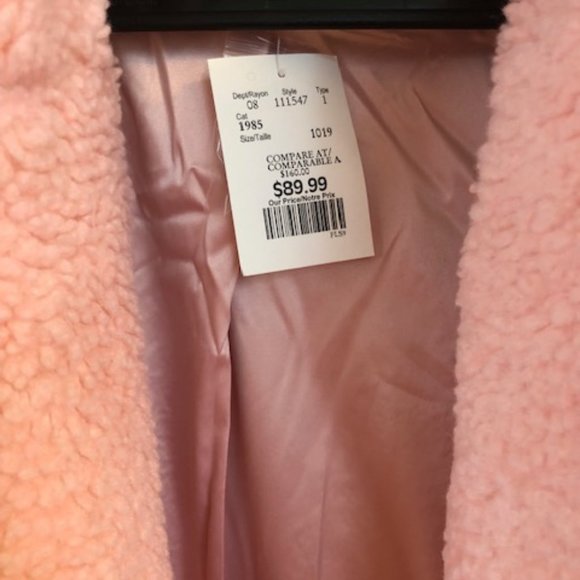 Dept/Rayon Style Type
08 111547 1
Cat
1985
Size/Taille 1019
COMPARE AT/
COMPARABLE A
$160.00
$89.99
Our Price/Notre Prix